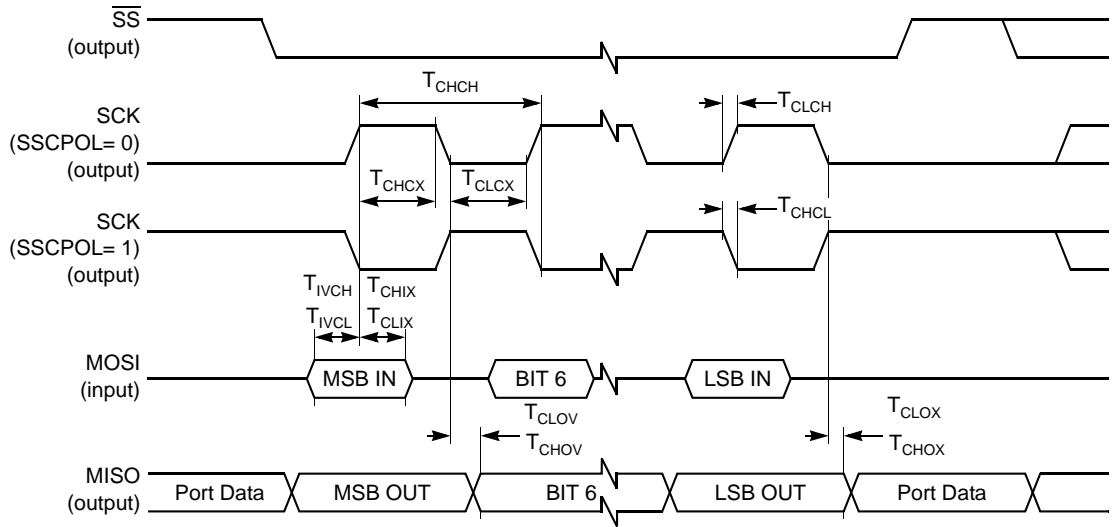 SS
(output)
T_CHCH
T_CLCH
SCK
(SSCPOL= 0)
(output)
T_CHCX
T_CLCX
SCK
(SSCPOL= 1)
(output)
T_CHCL
T_IVCH
T_CHIX
T_IVCL
T_CLIX
MOSI
(input)
MSB IN
BIT 6
LSB IN
T_CLOV
T_CHOV
T_CLOX
T_CHOX
MISO
(output)
Port Data
MSB OUT
BIT 6
LSB OUT
Port Data